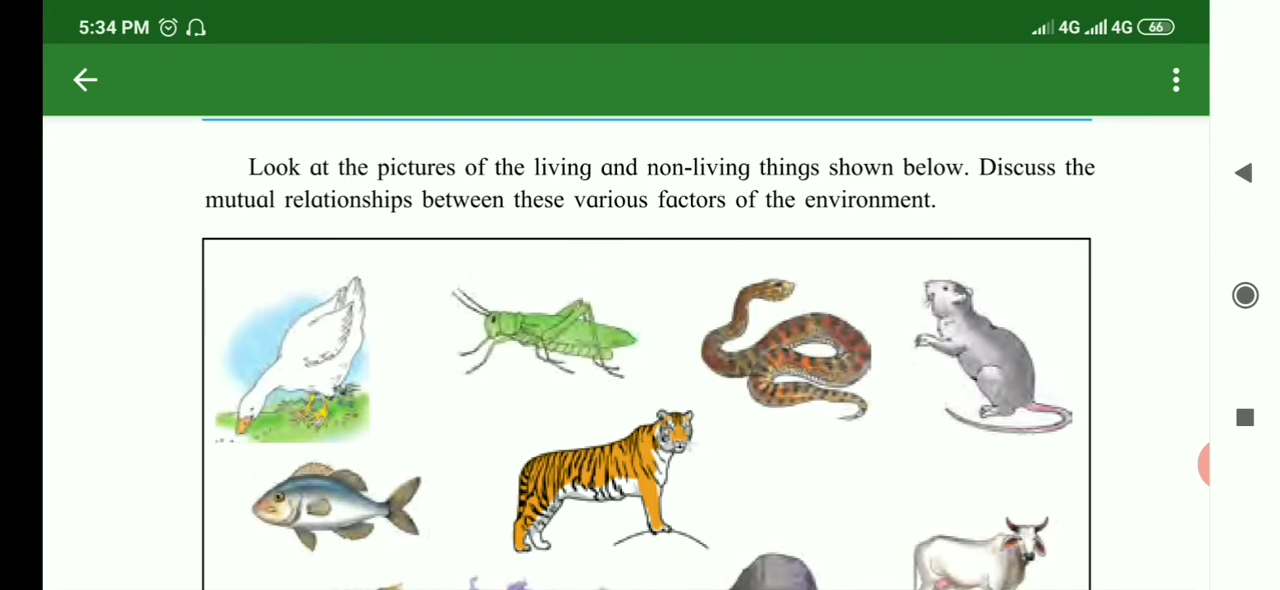 5:34 PM 4G 4G 66
Look at the pictures of the living and non-living things shown below. Discuss the
mutual relationships between these various factors of the environment.